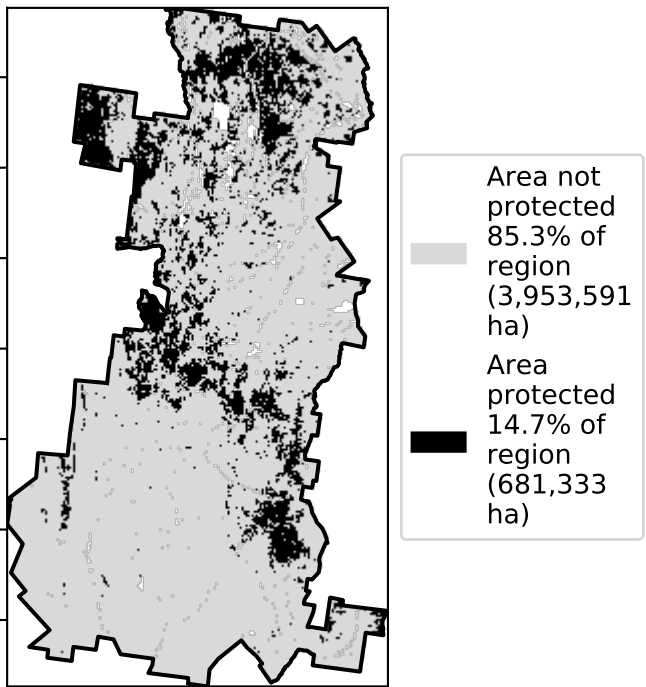 Area not
protected
85.3% of
region
(3,953,591
ha)
Area
protected
14.7% of
region
(681,333
ha)